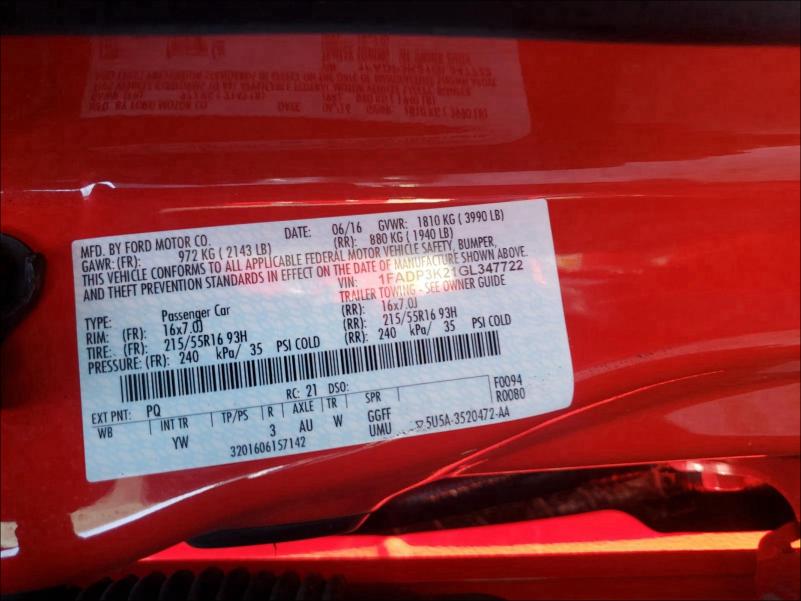 MFD. BY FORD MOTOR CO. DATE: 06/16 GVWR: 1810 KG ( 3990 LB)
GAWR: (FR): 972 KG ( 2143 LB) (RR): 880 KG ( 1940 LB)
THIS VEHICLE CONFORMS TO ALL APPLICABLE FEDERAL MOTOR VEHICLE SAFETY, BUMPER,
AND THEFT PREVENTION STANDARDS IN EFFECT ON THE DATE OF MANUFACTURE SHOWN ABOVE.
VIN: 1FADP3K21GL347722
TYPE: Passenger Car TRAILER TOWING - SEE OWNER GUIDE
RIM: (FR): 16x7.0J (RR): 16x7.0J
TIRE: (FR): 215/55R16 93H (RR): 215/55R16 93H
PRESSURE: (FR): 240 kPa/ 35 PSI COLD (RR): 240 kPa/ 35 PSI COLD
EXT PNT: PQ RC: 21 DSO: F0094
WB INT TR TP/PS R AXLE TR SPR R0080
YW 3 AU W GGFF
3201606157142 UMU 5U5A-3520472-AA